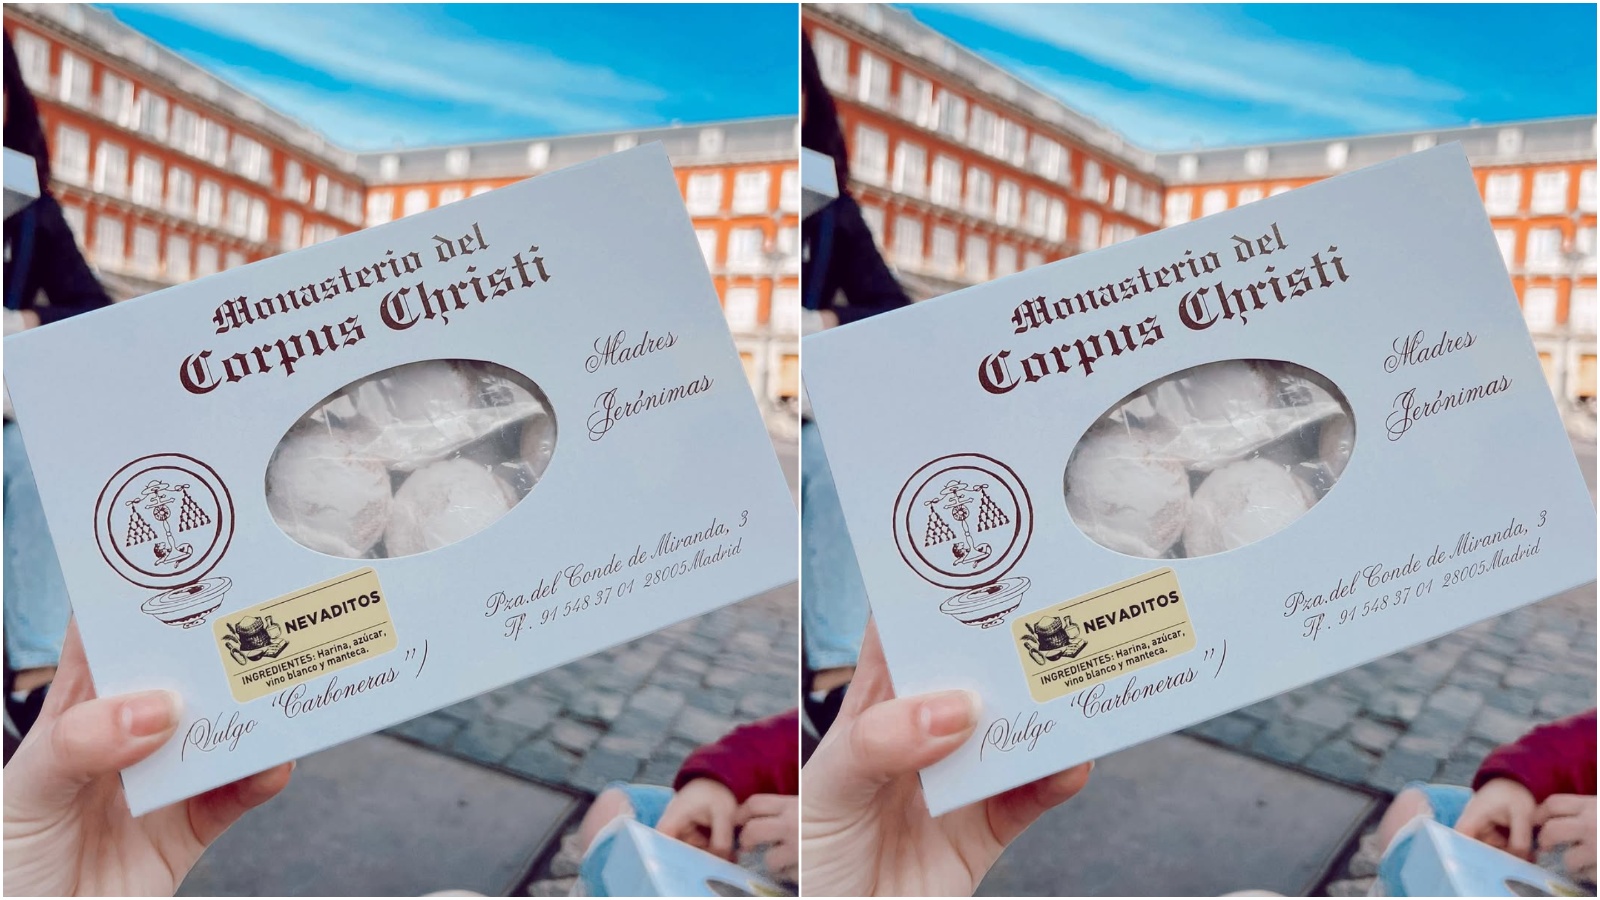 Monasterio del
Corpus Christi
Madres
Jerónimas
Pza.del Conde de Miranda, 3
Tf. 91 548 37 01 28005 Madrid
NEVADITOS
INGREDIENTES: Harina, azúcar,
vino blanco y manteca.
(Vulgo "Carboneras")
Monasterio del
Corpus Christi
Madres
Jerónimas
Pza.del Conde de Miranda, 3
Tf. 91 548 37 01 28005 Madrid
NEVADITOS
INGREDIENTES: Harina, azúcar,
vino blanco y manteca.
(Vulgo "Carboneras")